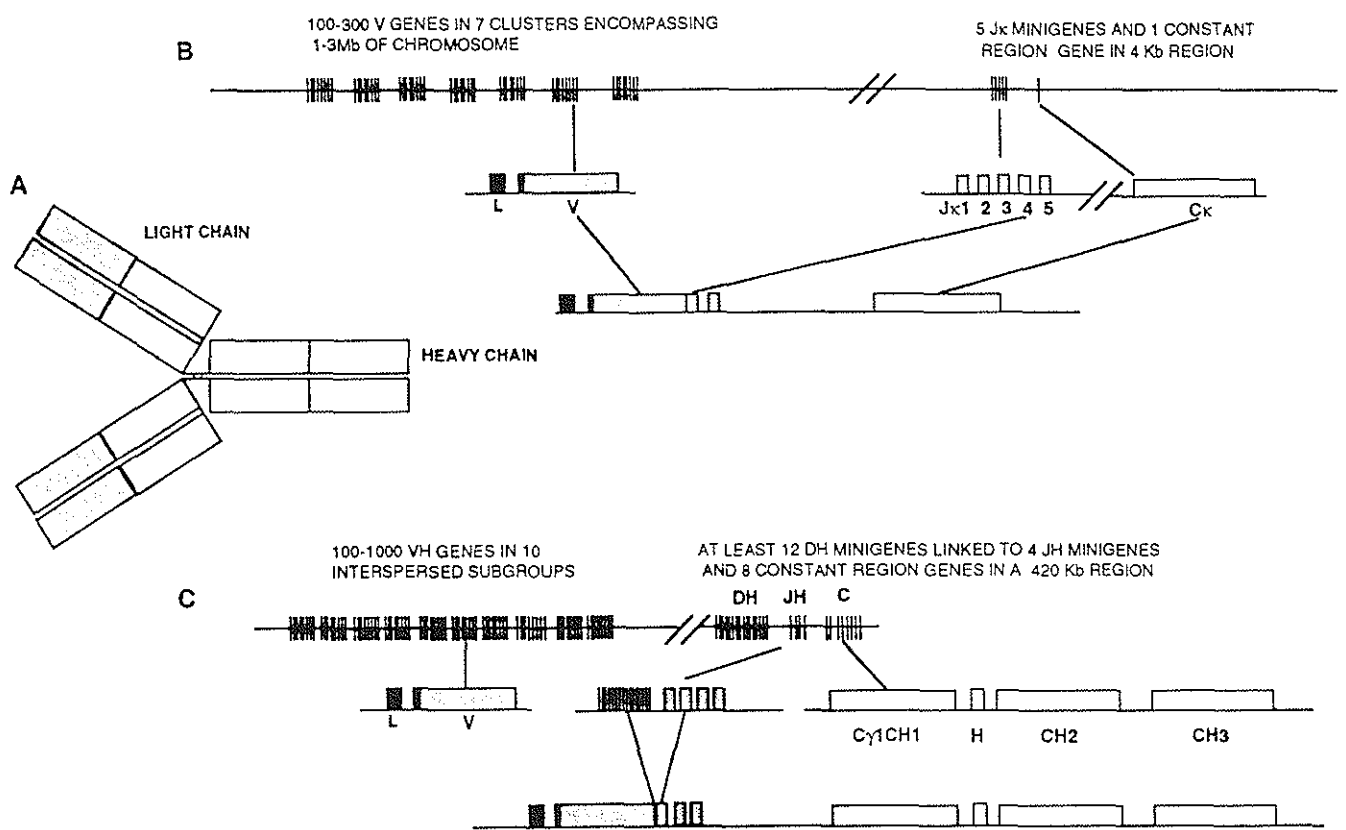 100-300 V GENES IN 7 CLUSTERS ENCOMPASSING
1-3Mb OF CHROMOSOME
5 Jκ MINIGENES AND 1 CONSTANT
REGION GENE IN 4 Kb REGION
B
A
L
V
Jκ1 2 3 4 5
Cκ
LIGHT CHAIN
HEAVY CHAIN
100-1000 VH GENES IN 10
INTERSPERSED SUBGROUPS
AT LEAST 12 DH MINIGENES LINKED TO 4 JH MINIGENES
AND 8 CONSTANT REGION GENES IN A 420 Kb REGION
C
DH JH C
L
V
Cγ1CH1 H CH2 CH3